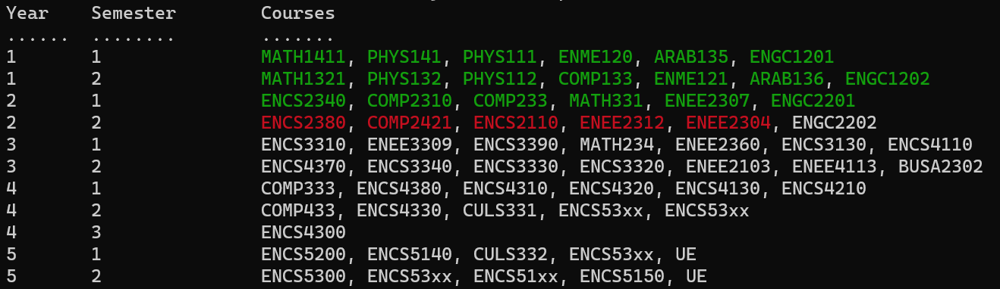 Year Semester Courses
...... ........ .......
1 1 MATH1411, PHYS141, PHYS111, ENME120, ARAB135, ENGC1201
1 2 MATH1321, PHYS132, PHYS112, COMP133, ENME121, ARAB136, ENGC1202
2 1 ENCS2340, COMP2310, COMP233, MATH331, ENEE2307, ENGC2201
2 2 ENCS2380, COMP2421, ENCS2110, ENEE2312, ENEE2304, ENGC2202
3 1 ENCS3310, ENEE3309, ENCS3390, MATH234, ENEE2360, ENCS3130, ENCS4110
3 2 ENCS4370, ENCS3340, ENCS3330, ENCS3320, ENEE2103, ENEE4113, BUSA2302
4 1 COMP333, ENCS4380, ENCS4310, ENCS4320, ENCS4130, ENCS4210
4 2 COMP433, ENCS4330, CULS331, ENCS53xx, ENCS53xx
4 3 ENCS4300
5 1 ENCS5200, ENCS5140, CULS332, ENCS53xx, UE
5 2 ENCS5300, ENCS53xx, ENCS51xx, ENCS5150, UE